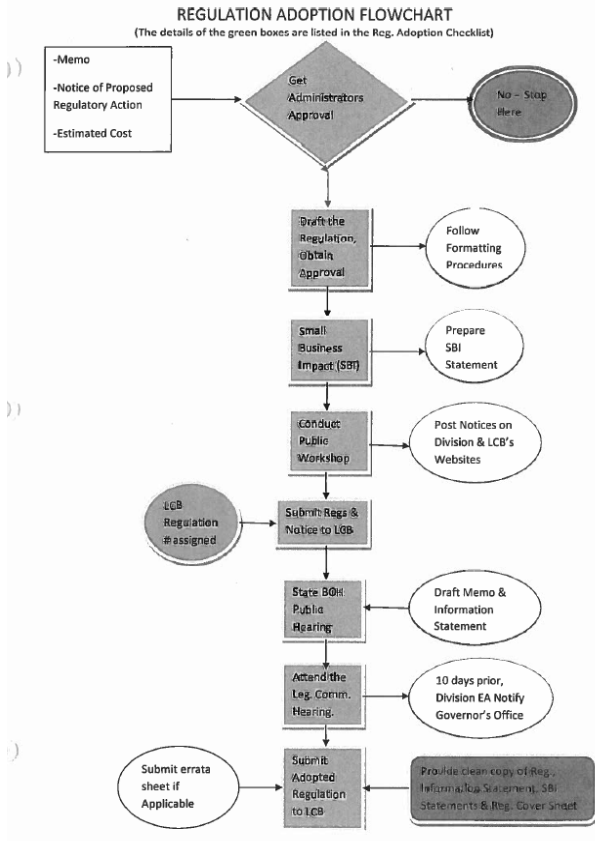 REGULATION ADOPTION FLOWCHART
(The details of the green boxes are listed in the Reg. Adoption Checklist)
-Memo
-Notice of Proposed
Regulatory Action
-Estimated Cost
Get
Administrators
Approval
No – Stop
Here
Draft the
Regulation,
Obtain
Approval
Follow
Formatting
Procedures
Small
Business
Impact (SBI)
Prepare
SBI
Statement
Conduct
Public
Workshop
Post Notices on
Division & LCB's
Websites
LCB
Regulation
# assigned
Submit Regs &
Notice to LCB
State BOH
Public
Hearing
Draft Memo &
Information
Statement
Attend the
Leg. Comm.
Hearing.
10 days prior,
Division EA Notify
Governor's Office
Submit errata
sheet if
Applicable
Submit
Adopted
Regulation
to LCB
Provide clean copy of Reg.,
Information Statement, SBI
Statements & Reg. Cover Sheet